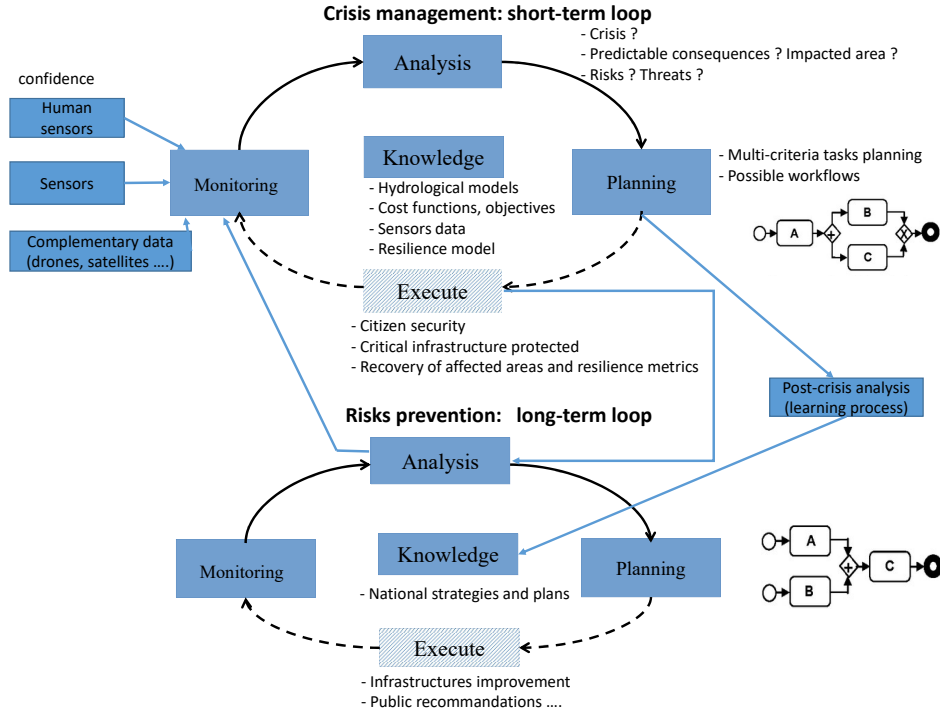 Crisis management: short-term loop
- Crisis ?
- Predictable consequences ? Impacted area ?
- Risks ? Threats ?
Analysis
confidence
Human
sensors
Sensors
Complementary data
(drones, satellites ....)
Monitoring
Knowledge
- Hydrological models
- Cost functions, objectives
- Sensors data
- Resilience model
Planning
- Multi-criteria tasks planning
- Possible workflows
A
B
C
Execute
- Citizen security
- Critical infrastructure protected
- Recovery of affected areas and resilience metrics
Post-crisis analysis
(learning process)
Risks prevention: long-term loop
Analysis
Monitoring
Knowledge
- National strategies and plans
Planning
A
B
C
Execute
- Infrastructures improvement
- Public recommandations ....